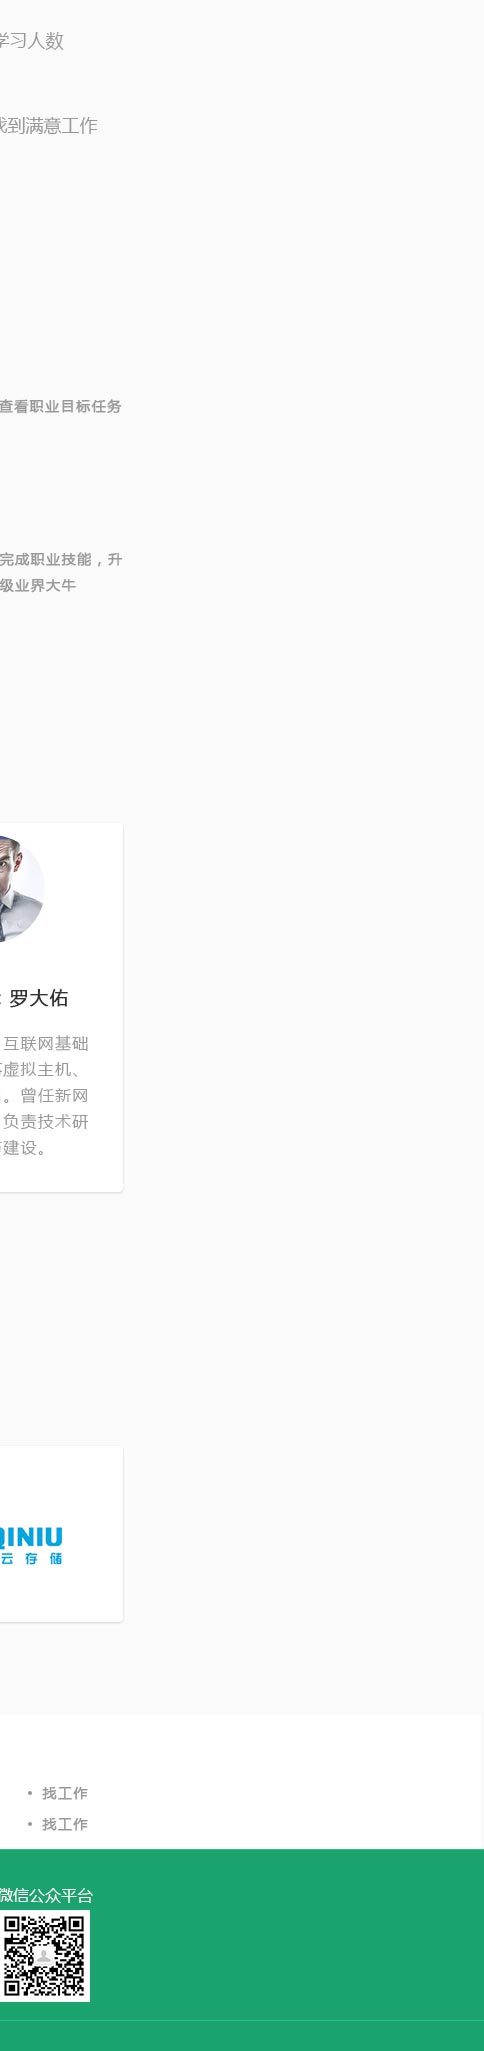 学习人数
找到满意工作
查看职业目标任务
完成职业技能，升
级业界大牛
：罗大佑
互联网基础
虚拟主机、
。曾任新网
负责技术研
建设。
QINIU
云存储
• 找工作
• 找工作
微信公众平台